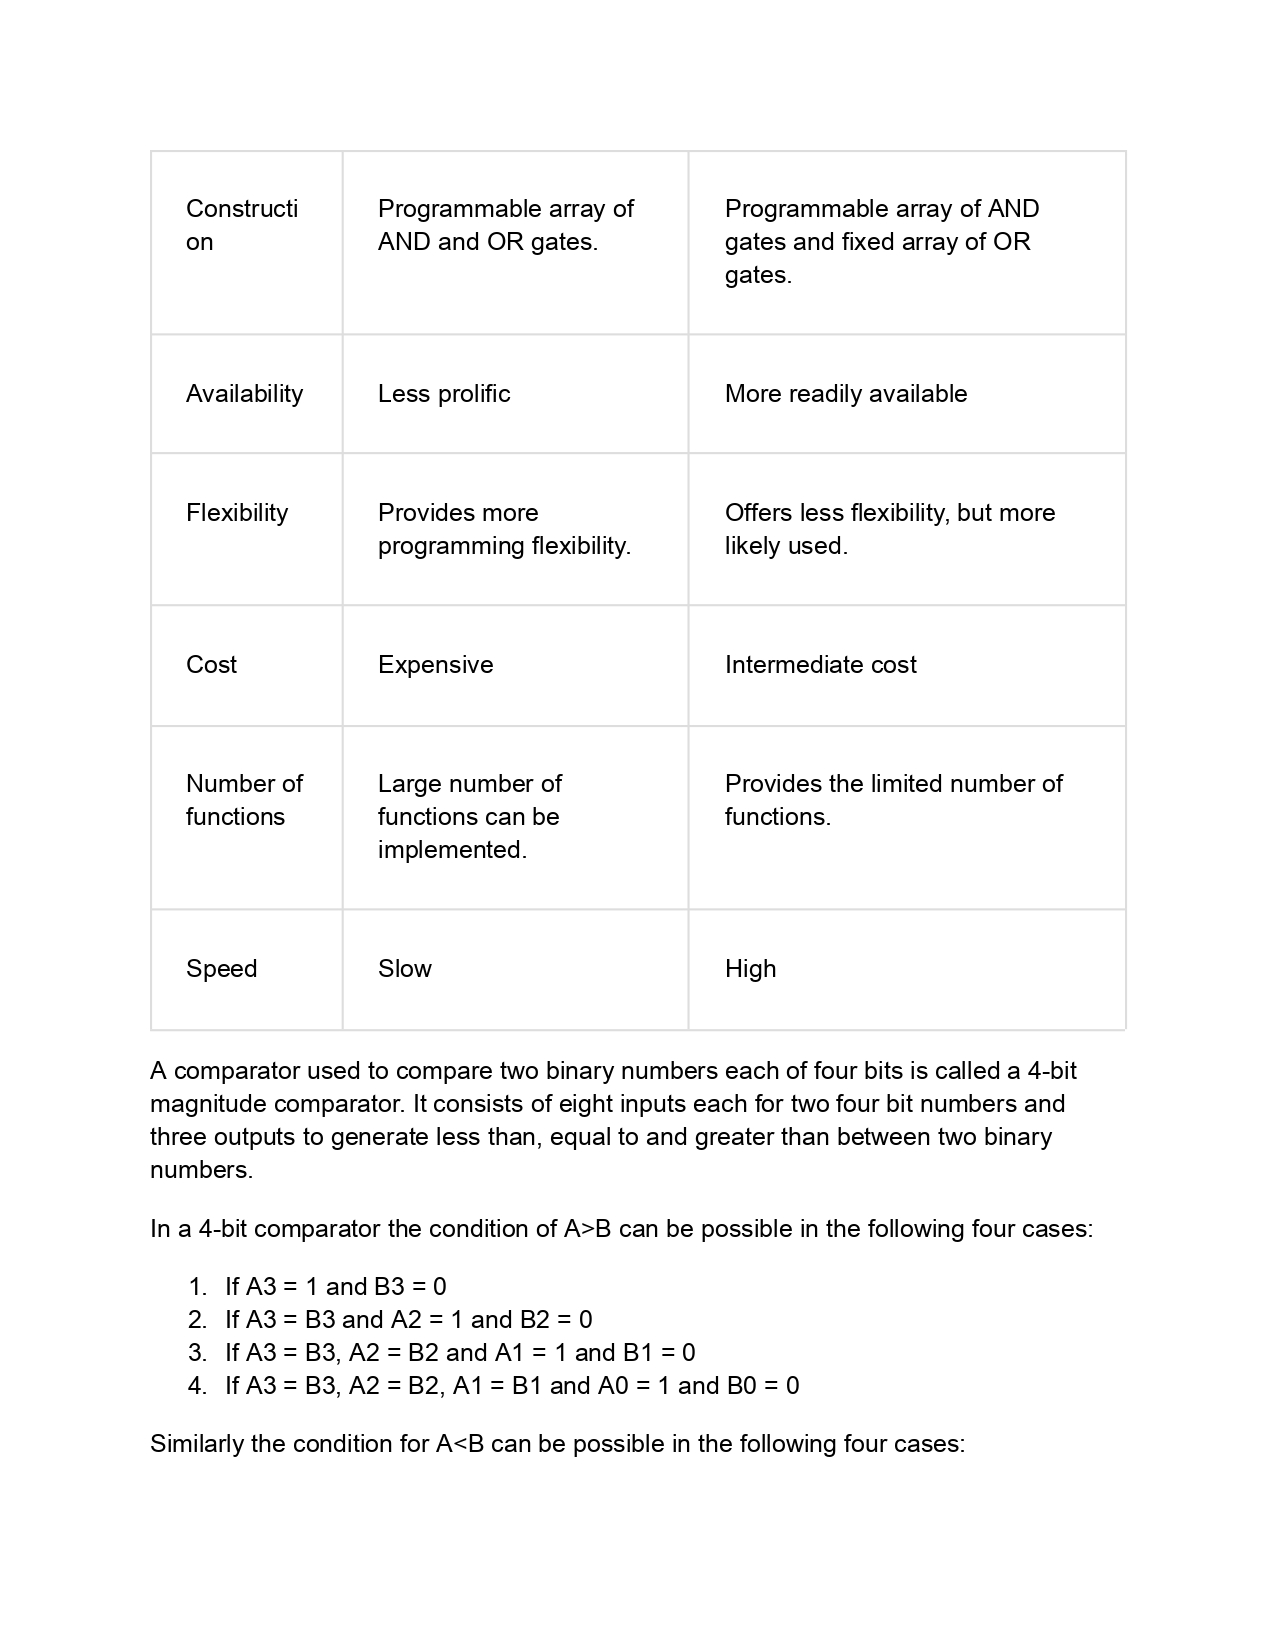 Constructi
on
Programmable array of
AND and OR gates.
Programmable array of AND
gates and fixed array of OR
gates.
Availability
Less prolific
More readily available
Flexibility
Provides more
programming flexibility.
Offers less flexibility, but more
likely used.
Cost
Expensive
Intermediate cost
Number of
functions
Large number of
functions can be
implemented.
Provides the limited number of
functions.
Speed
Slow
High
A comparator used to compare two binary numbers each of four bits is called a 4-bit
magnitude comparator. It consists of eight inputs each for two four bit numbers and
three outputs to generate less than, equal to and greater than between two binary
numbers.
In a 4-bit comparator the condition of A>B can be possible in the following four cases:
1. If A3 = 1 and B3 = 0
2. If A3 = B3 and A2 = 1 and B2 = 0
3. If A3 = B3, A2 = B2 and A1 = 1 and B1 = 0
4. If A3 = B3, A2 = B2, A1 = B1 and A0 = 1 and B0 = 0
Similarly the condition for A<B can be possible in the following four cases: